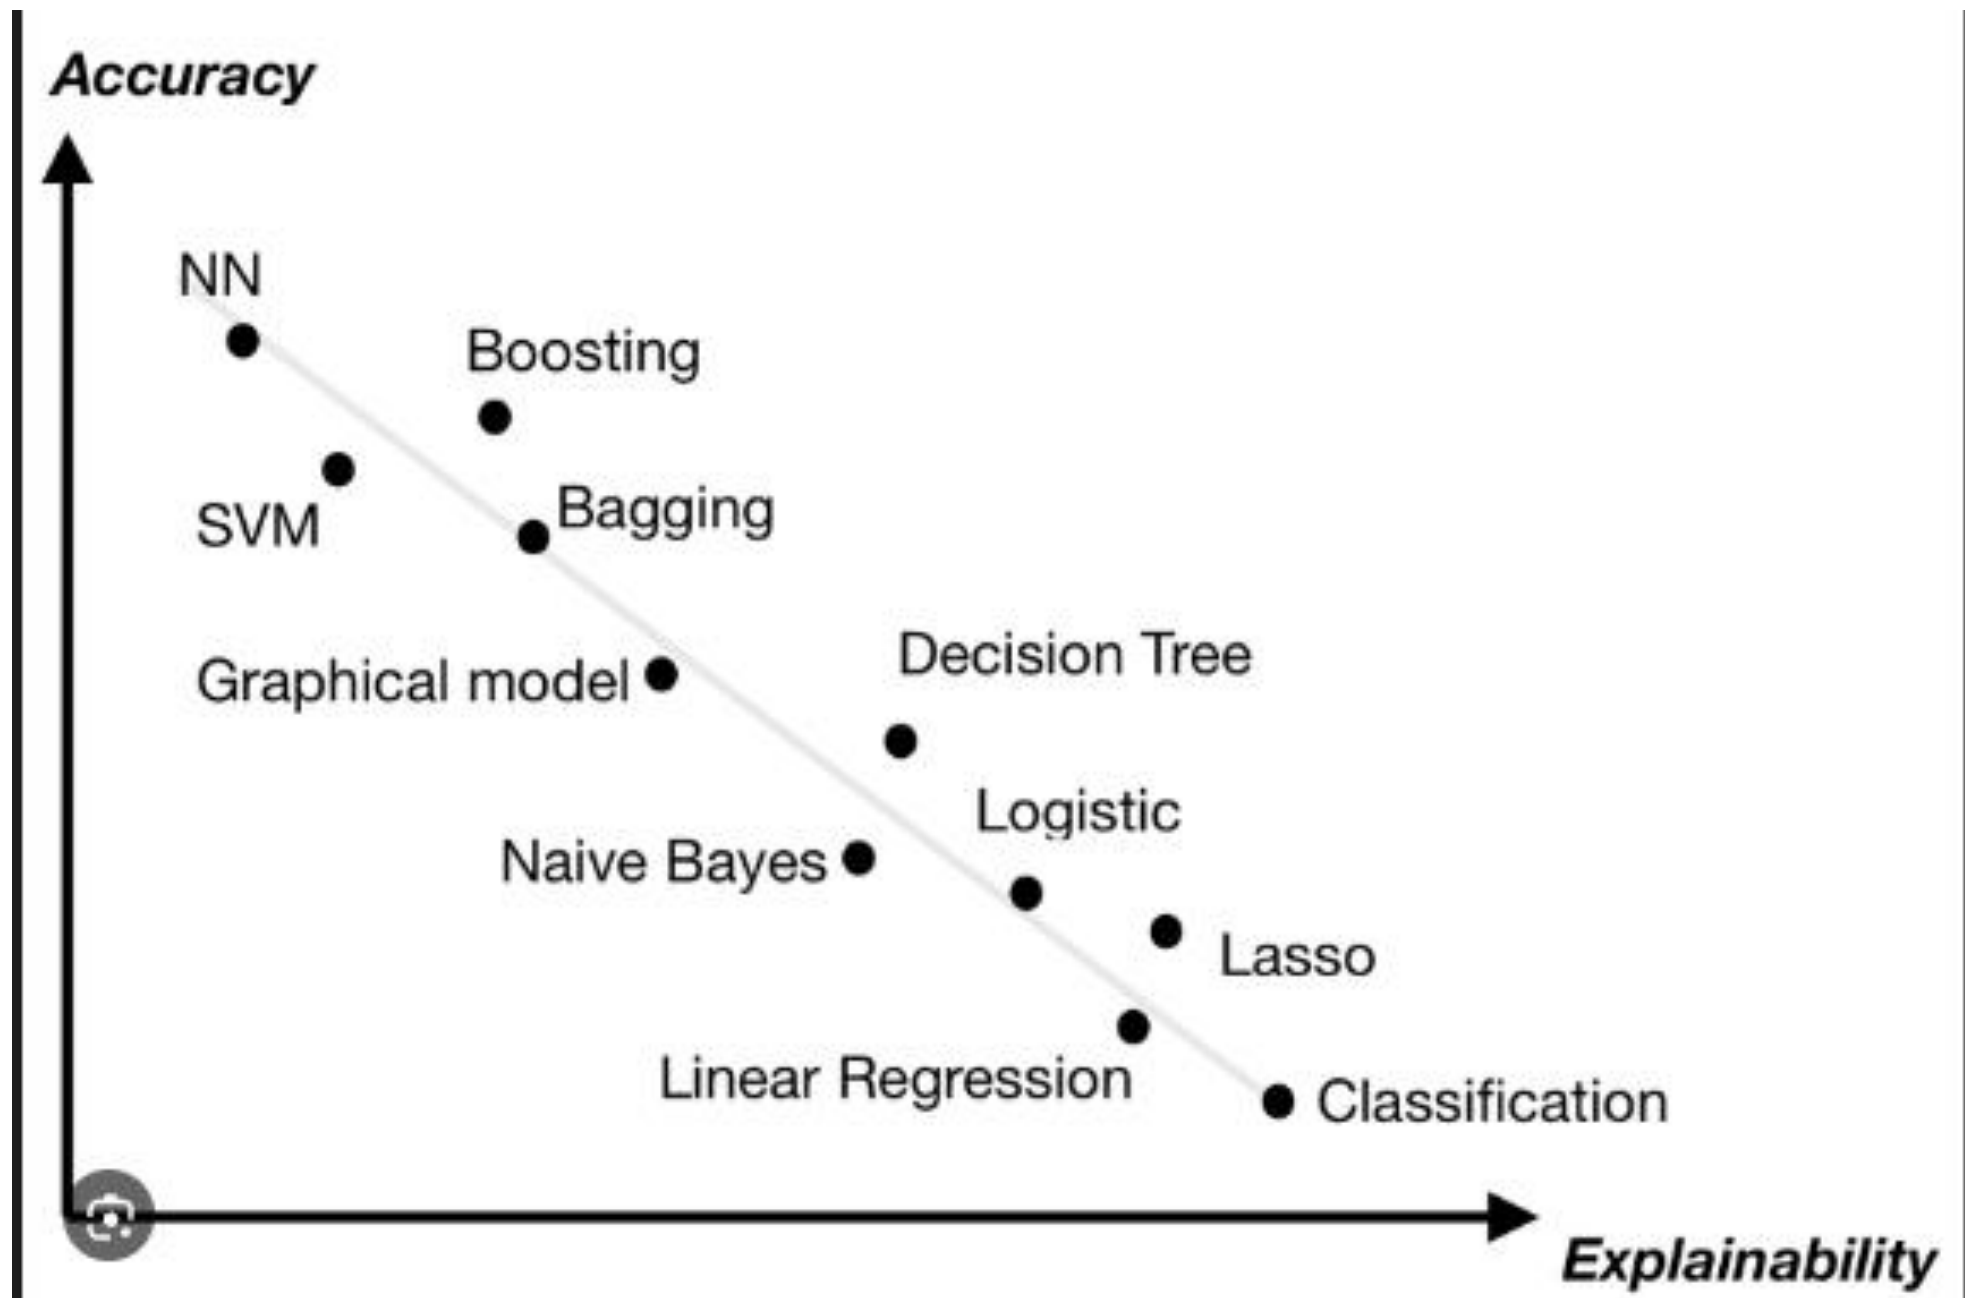 Accuracy
NN
Boosting
Bagging
SVM
Decision Tree
Graphical model
Logistic
Naive Bayes
Lasso
Linear Regression
Classification
Explainability